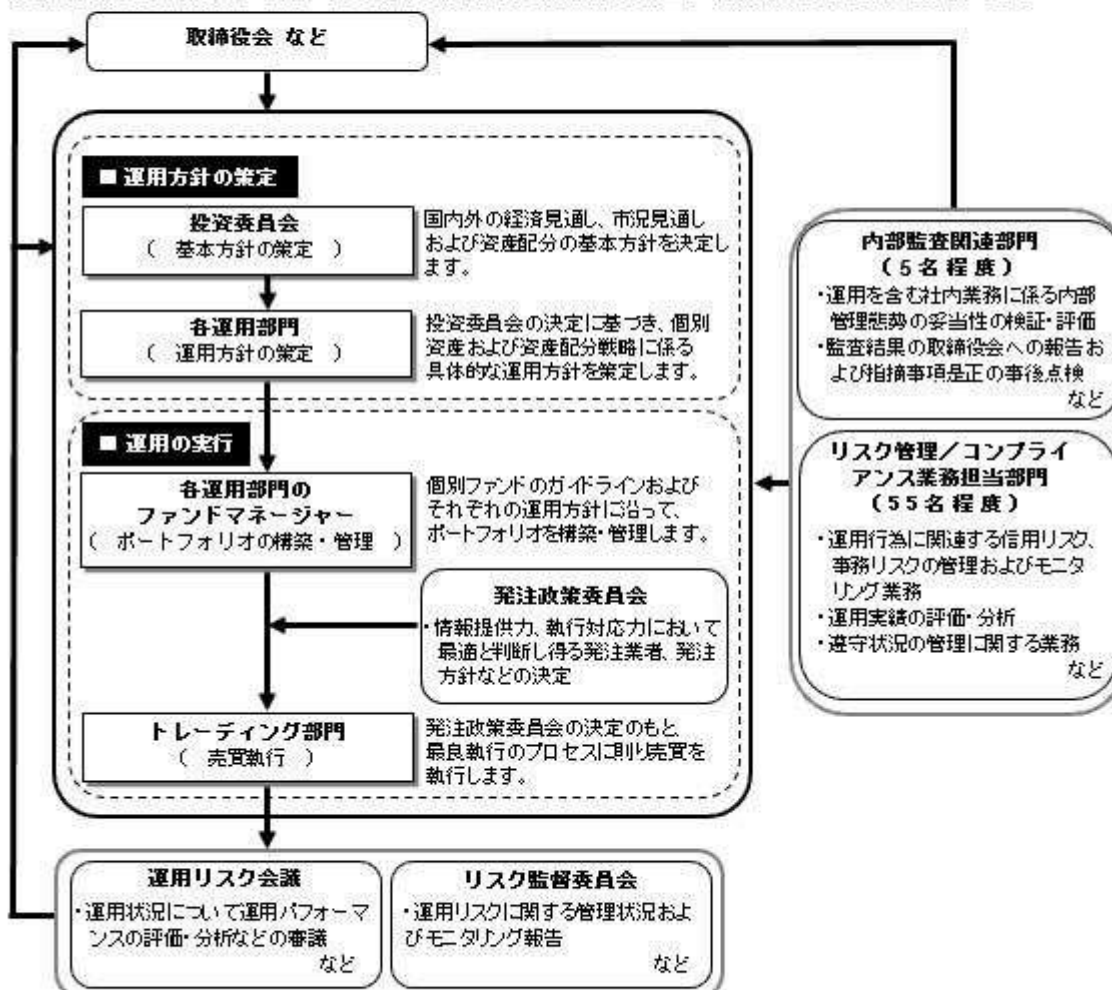 取締役会 など
■ 運用方針の策定
投資委員会
( 基本方針の策定 )
国内外の経済見通し、市況見通し
および資産配分の基本方針を決定し
ます。
各運用部門
( 運用方針の策定 )
投資委員会の決定に基づき、個別
資産および資産配分戦略に係る
具体的な運用方針を策定します。
■ 運用の実行
各運用部門の
ファンドマネージャー
( ポートフォリオの構築・管理 )
個別ファンドのガイドラインおよび
それぞれの運用方針に沿って、
ポートフォリオを構築・管理します。
発注政策委員会
・情報提供力、執行対応力において
最適と判断し得る発注業者、発注
方針などの決定
トレーディング部門
( 売買執行 )
発注政策委員会の決定のもと
最良執行のプロセスに則り売買を
執行します。
内部監査関連部門
(5名程度)
・運用を含む社内業務に係る内部
管理態勢の妥当性の検証・評価
・監査結果の取締役会への報告お
よび指摘事項是正の事後点検
など
リスク管理/コンプライ
アンス業務担当部門
(55名程度)
・運用行為に関連する信用リスク、
事務リスクの管理およびモニタ
リング業務
・運用実績の評価・分析
・遵守状況の管理に関する業務
など
運用リスク会議
・運用状況について運用パフォーマ
ンスの評価・分析などの審議
など
リスク監督委員会
・運用リスクに関する管理状況およ
びモニタリング報告
など